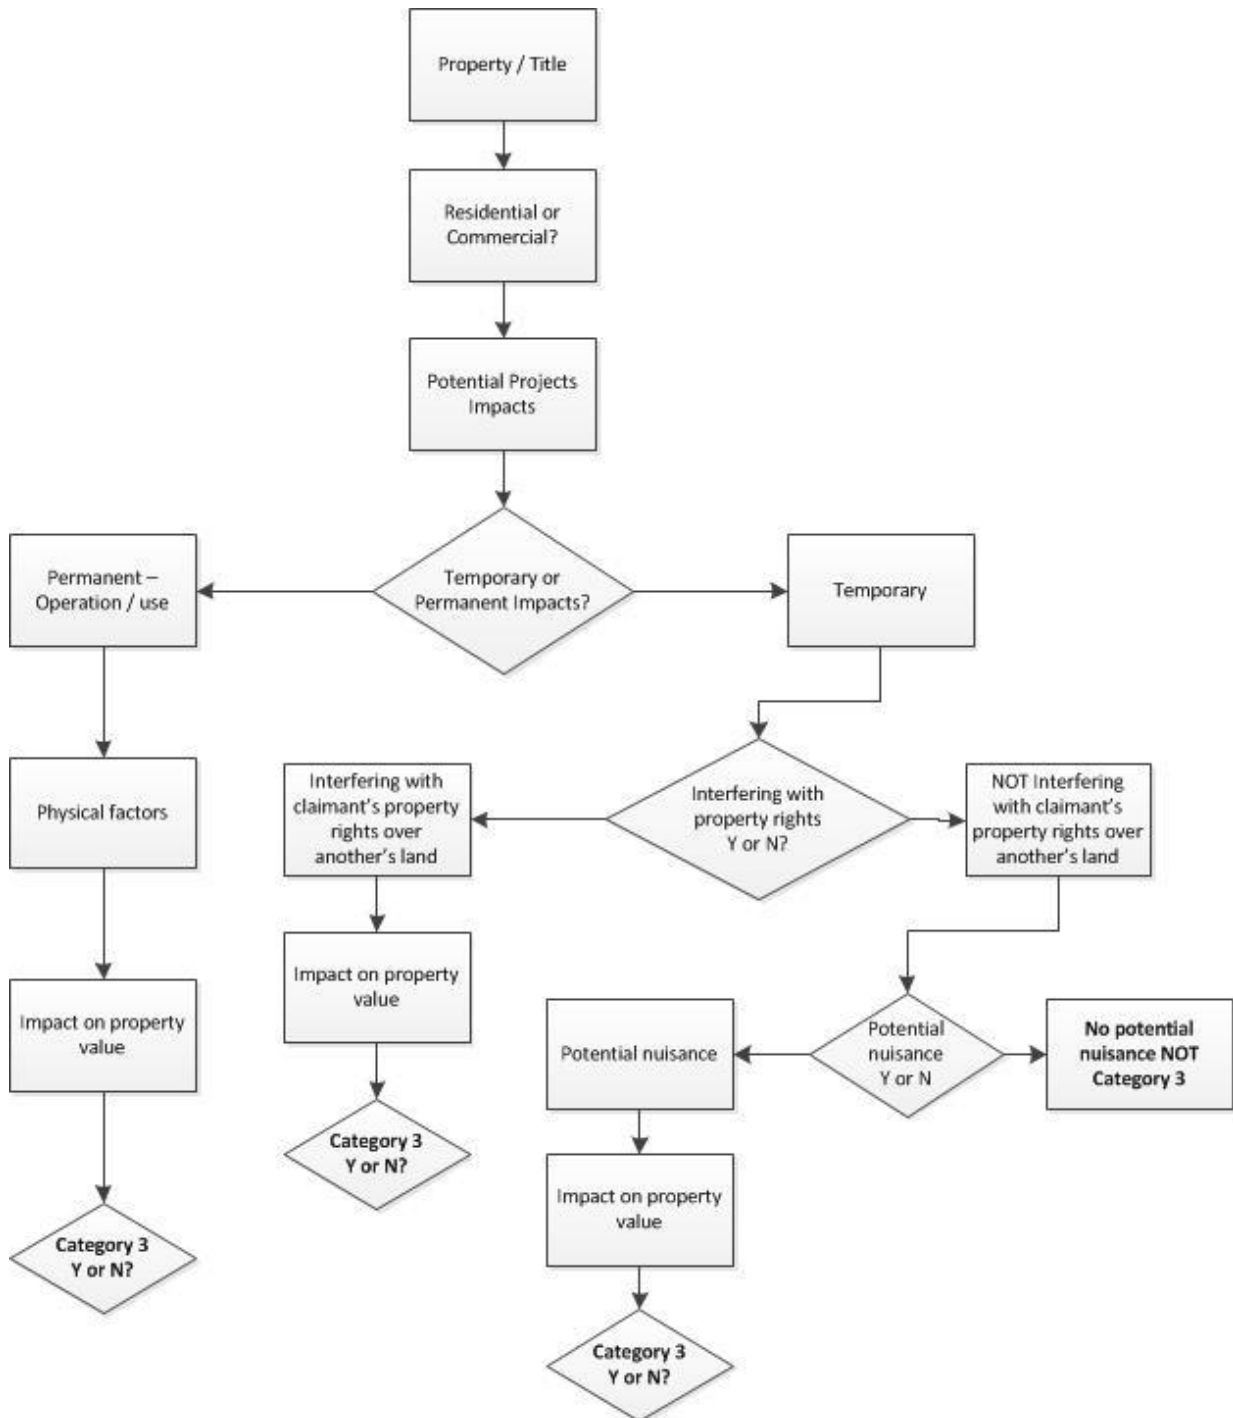 Property / Title
Residential or
Commercial?
Potential Projects
Impacts
Temporary or
Permanent Impacts?
Permanent –
Operation / use
Temporary
Physical factors
Interfering with
claimant's property
rights over
another's land
Interfering with
property rights
Y or N?
NOT Interfering
with claimant's
property rights over
another's land
Impact on property
value
Impact on property
value
Potential nuisance
Potential
nuisance
Y or N
No potential
nuisance NOT
Category 3
Category 3
Y or N?
Impact on property
value
Category 3
Y or N?
Category 3
Y or N?